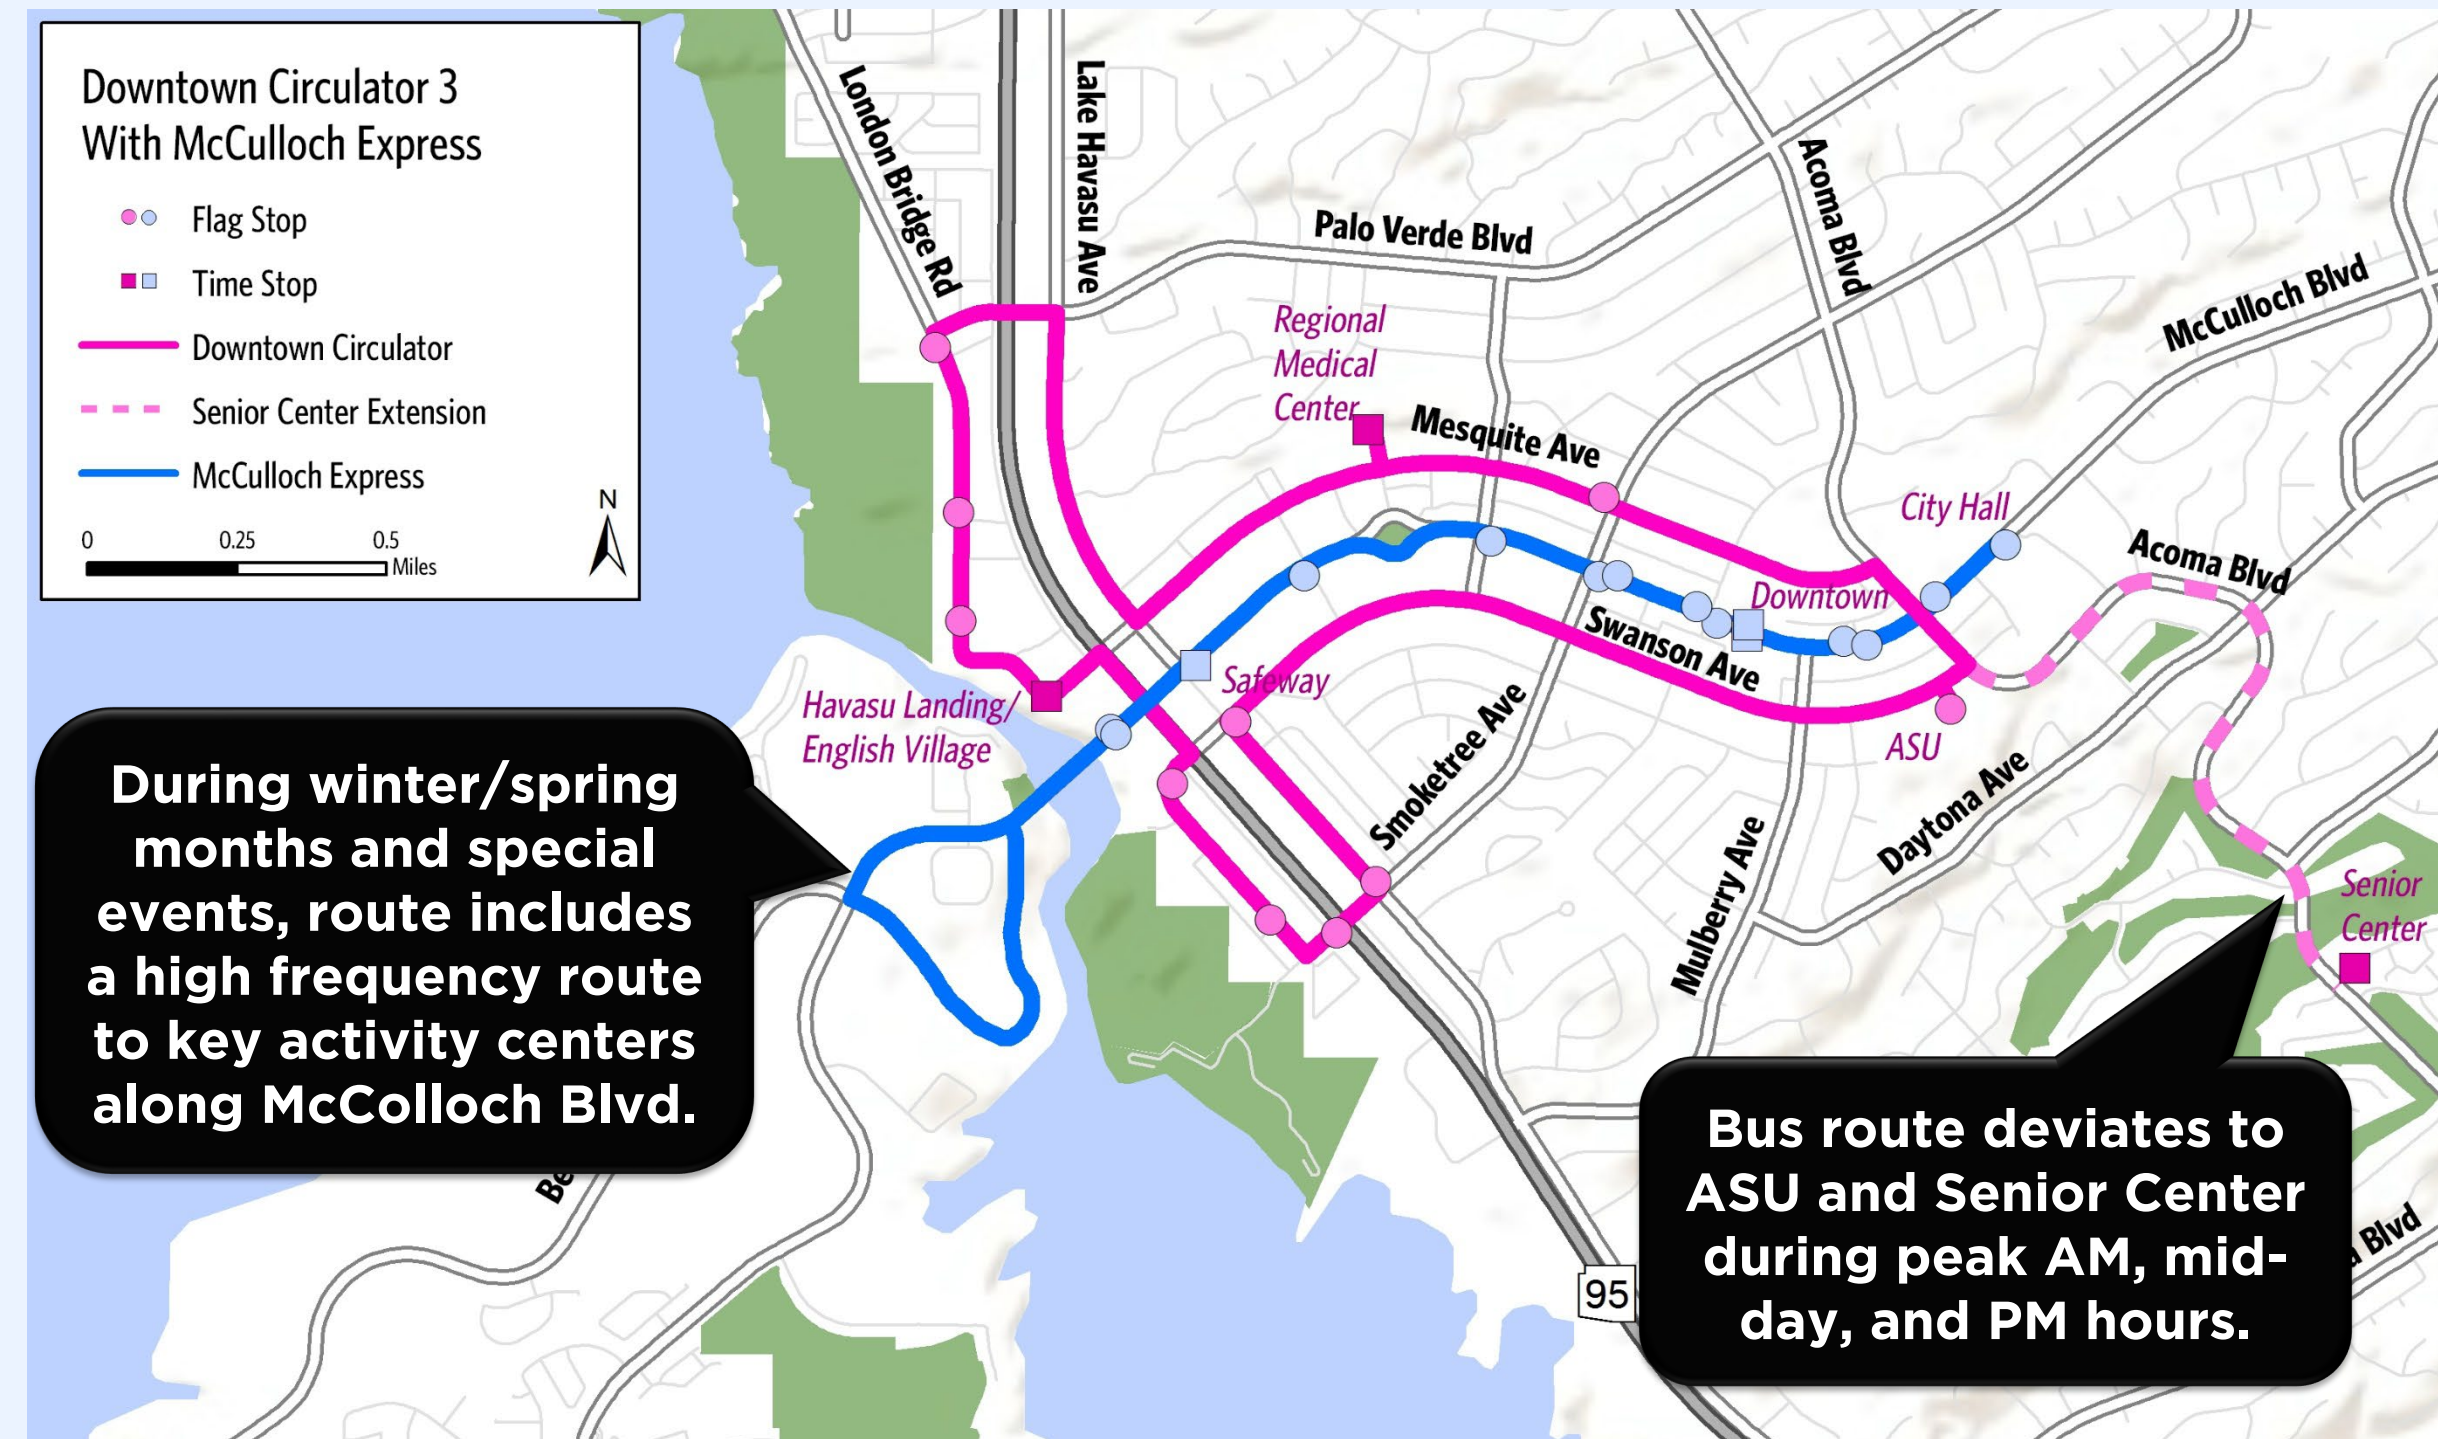 Downtown Circulator 3
With McCulloch Express
Flag Stop
Time Stop
Downtown Circulator
Senior Center Extension
McCulloch Express
0 0.25 0.5
Miles
N
London Bridge Rd
Lake Havasu Ave
Palo Verde Blvd
Acoma Blvd
McCulloch Blvd
Regional
Medical
Center
Mesquite Ave
City Hall
Acoma Blvd
Downtown
Swanson Ave
Safeway
Havasu Landing/
English Village
Smoketree Ave
ASU
Daytona Ave
Mulberry Ave
Senior
Center
During winter/spring
months and special
events, route includes
a high frequency route
to key activity centers
along McColloch Blvd.
Bus route deviates to
ASU and Senior Center
during peak AM, mid-
day, and PM hours.
95
Blvd